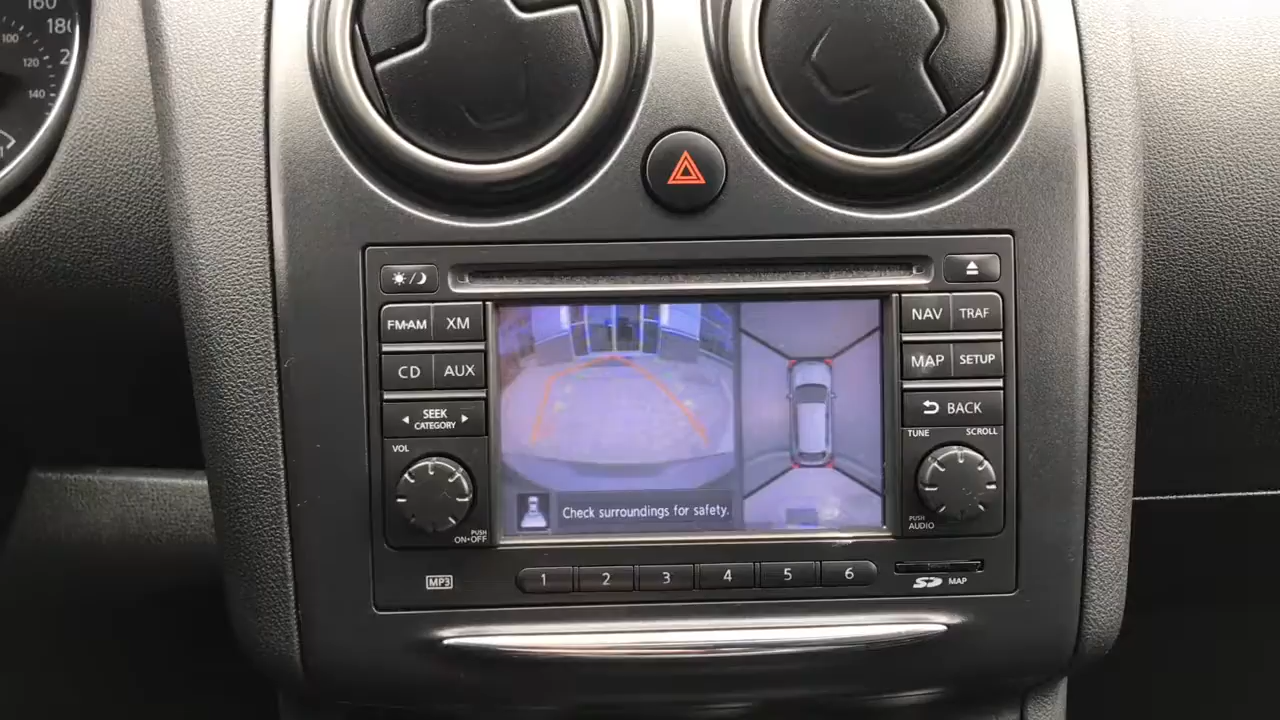 160
180
100
120
140
FM·AM XM
NAV TRAF
CD AUX
MAP SETUP
SEEK
CATEGORY
BACK
VOL
TUNE SCROLL
PUSH
ON·OFF
PUSH
AUDIO
Check surroundings for safety.
MP3
1 2 3 4 5 6
SD MAP